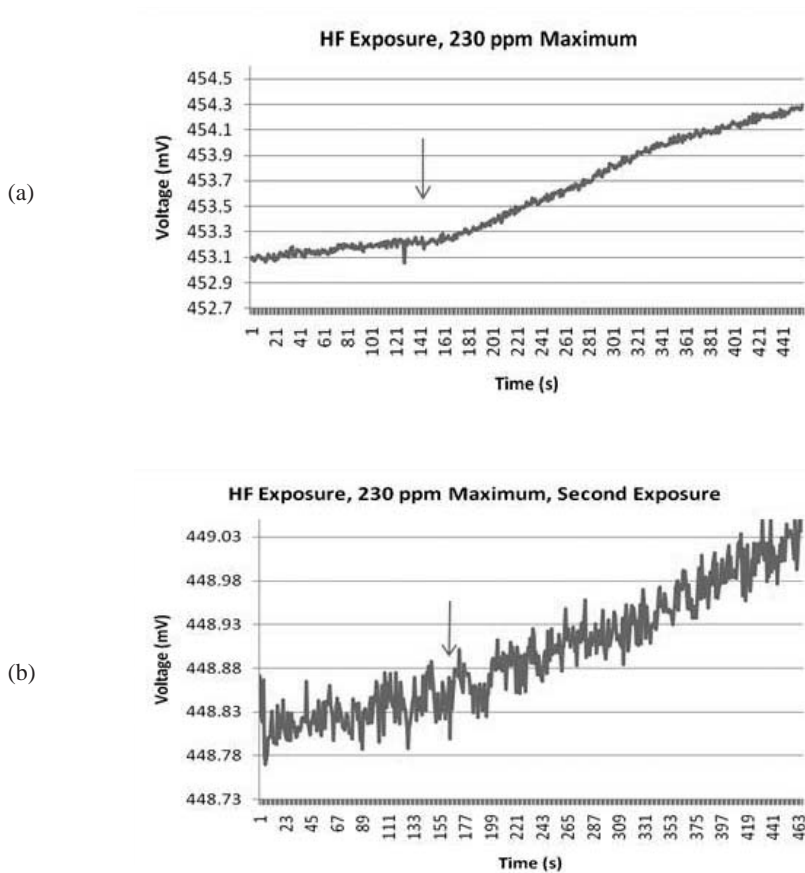 (a)
HF Exposure, 230 ppm Maximum
Voltage (mV)
454.5
454.3
454.1
453.9
453.7
453.5
453.3
453.1
452.9
452.7
1 21 41 61 81 101 121 141 161 181 201 221 241 261 281 301 321 341 361 381 401 421 441
Time (s)
(b)
HF Exposure, 230 ppm Maximum, Second Exposure
Voltage (mV)
449.03
448.98
448.93
448.88
448.83
448.78
448.73
1 23 45 67 89 111 133 155 177 199 221 243 265 287 309 331 353 375 397 419 441 463
Time (s)